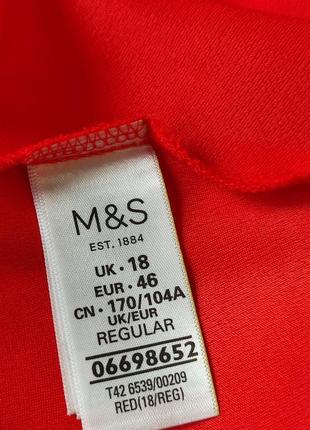 M&S
EST. 1884
UK • 18
EUR • 46
CN • 170/104A
UK/EUR
REGULAR
06698652
T42 6539/00209
RED(18/REG)